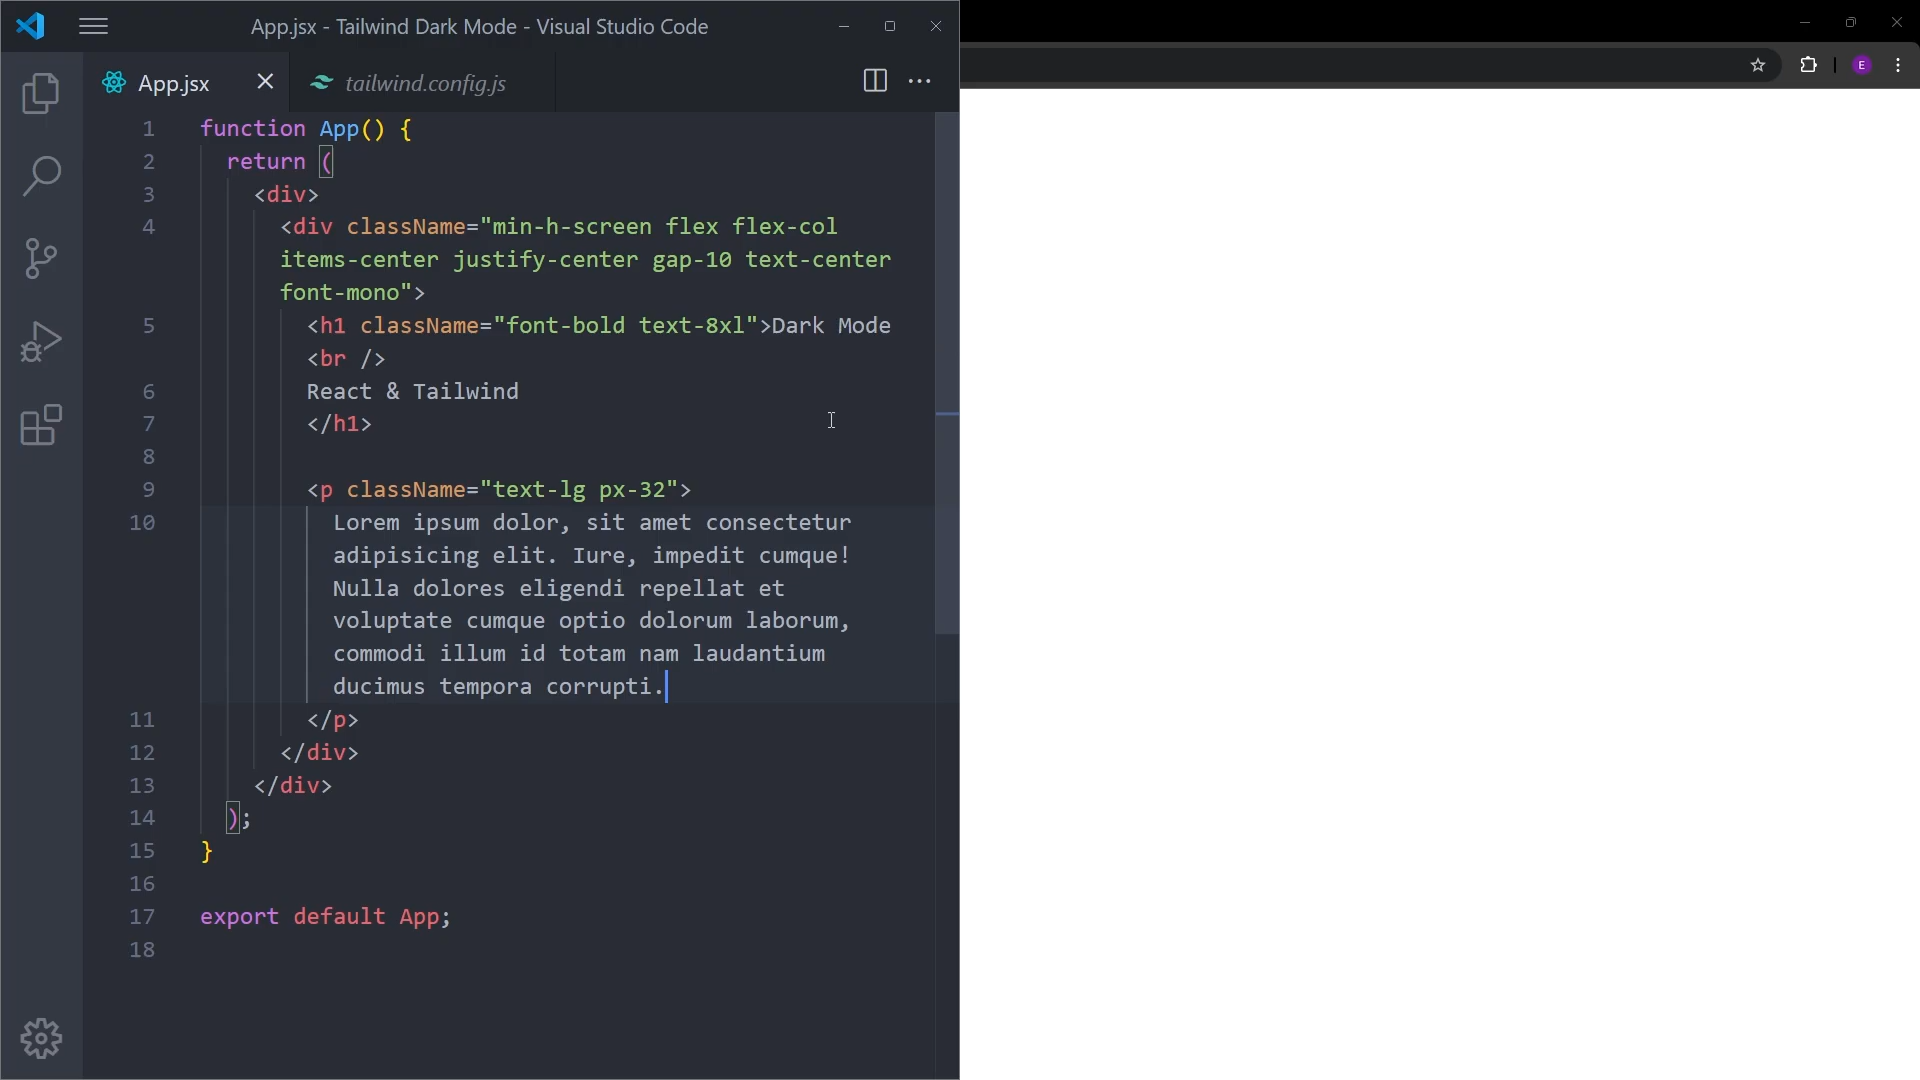 App.jsx - Tailwind Dark Mode - Visual Studio Code
App.jsx
tailwind.config.js
E
1 function App() {
2 return (
3 <div>
4 <div className="min-h-screen flex flex-col
items-center justify-center gap-10 text-center
font-mono">
5 <h1 className="font-bold text-8xl">Dark Mode
<br />
6 React & Tailwind
7 </h1>
8
9 <p className="text-lg px-32">
10 Lorem ipsum dolor, sit amet consectetur
adipisicing elit. Iure, impedit cumque!
Nulla dolores eligendi repellat et
voluptate cumque optio dolorum laborum,
commodi illum id totam nam laudantium
ducimus tempora corrupti.
11 </p>
12 </div>
13 </div>
14 );
15 }
16
17 export default App;
18